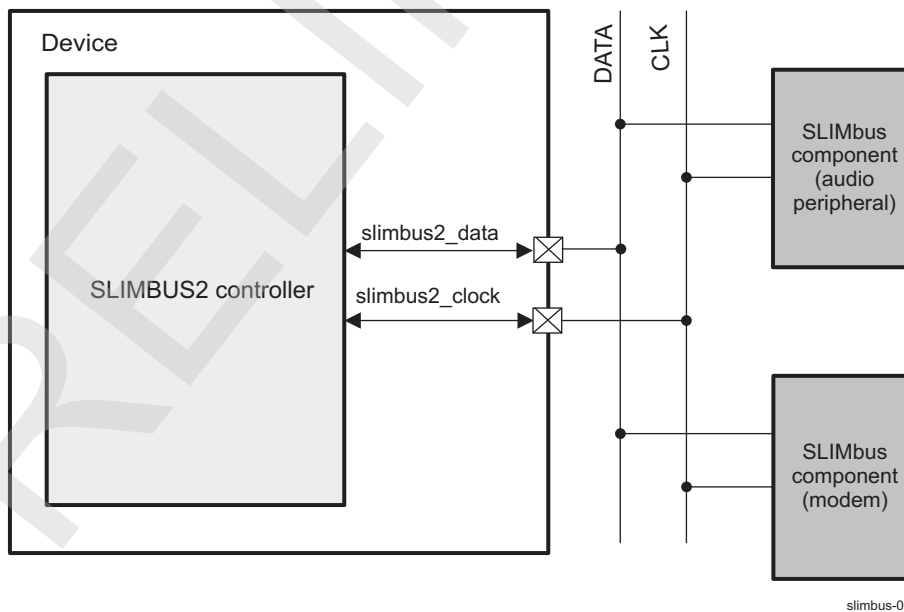 Device
DATA
CLK
SLIMbus
component
(audio
peripheral)
slimbus2_data
SLIMBUS2 controller
slimbus2_clock
SLIMbus
component
(modem)
slimbus-0